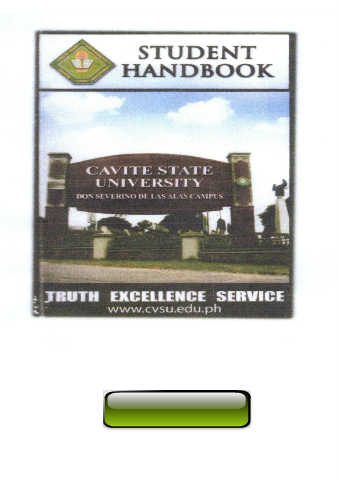 STUDENT
HANDBOOK
CAVITE STATE
UNIVERSITY
DON SEVERINO DE LAS ALAS CAMPUS
TRUTH EXCELLENCE SERVICE
www.cvsu.edu.ph